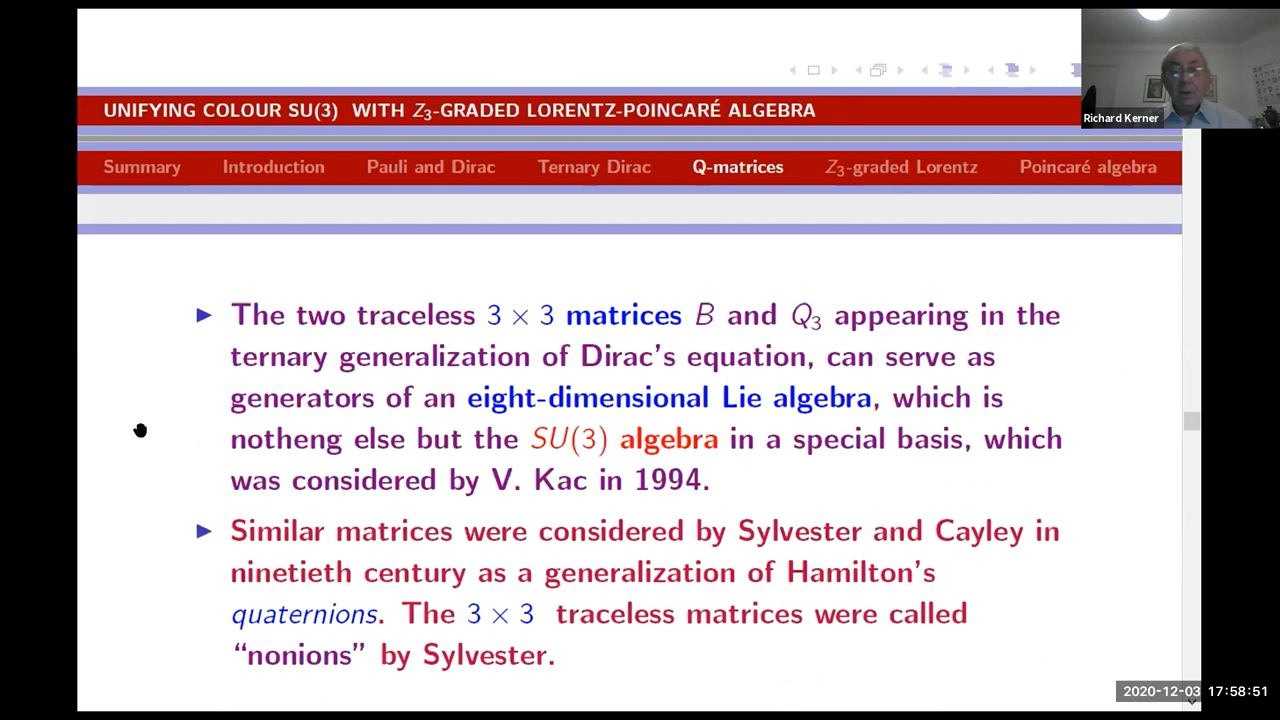 UNIFYING COLOUR SU(3) WITH Z₃-GRADED LORENTZ-POINCARÉ ALGEBRA
Richard Kerner
Summary Introduction Pauli and Dirac Ternary Dirac Q-matrices Z₃-graded Lorentz Poincaré algebra
The two traceless 3 × 3 matrices B and Q₃ appearing in the
ternary generalization of Dirac's equation, can serve as
generators of an eight-dimensional Lie algebra, which is
notheng else but the SU(3) algebra in a special basis, which
was considered by V. Kac in 1994.
Similar matrices were considered by Sylvester and Cayley in
ninetieth century as a generalization of Hamilton's
quaternions. The 3 × 3 traceless matrices were called
“nonions” by Sylvester.
2020-12-03 17:58:51